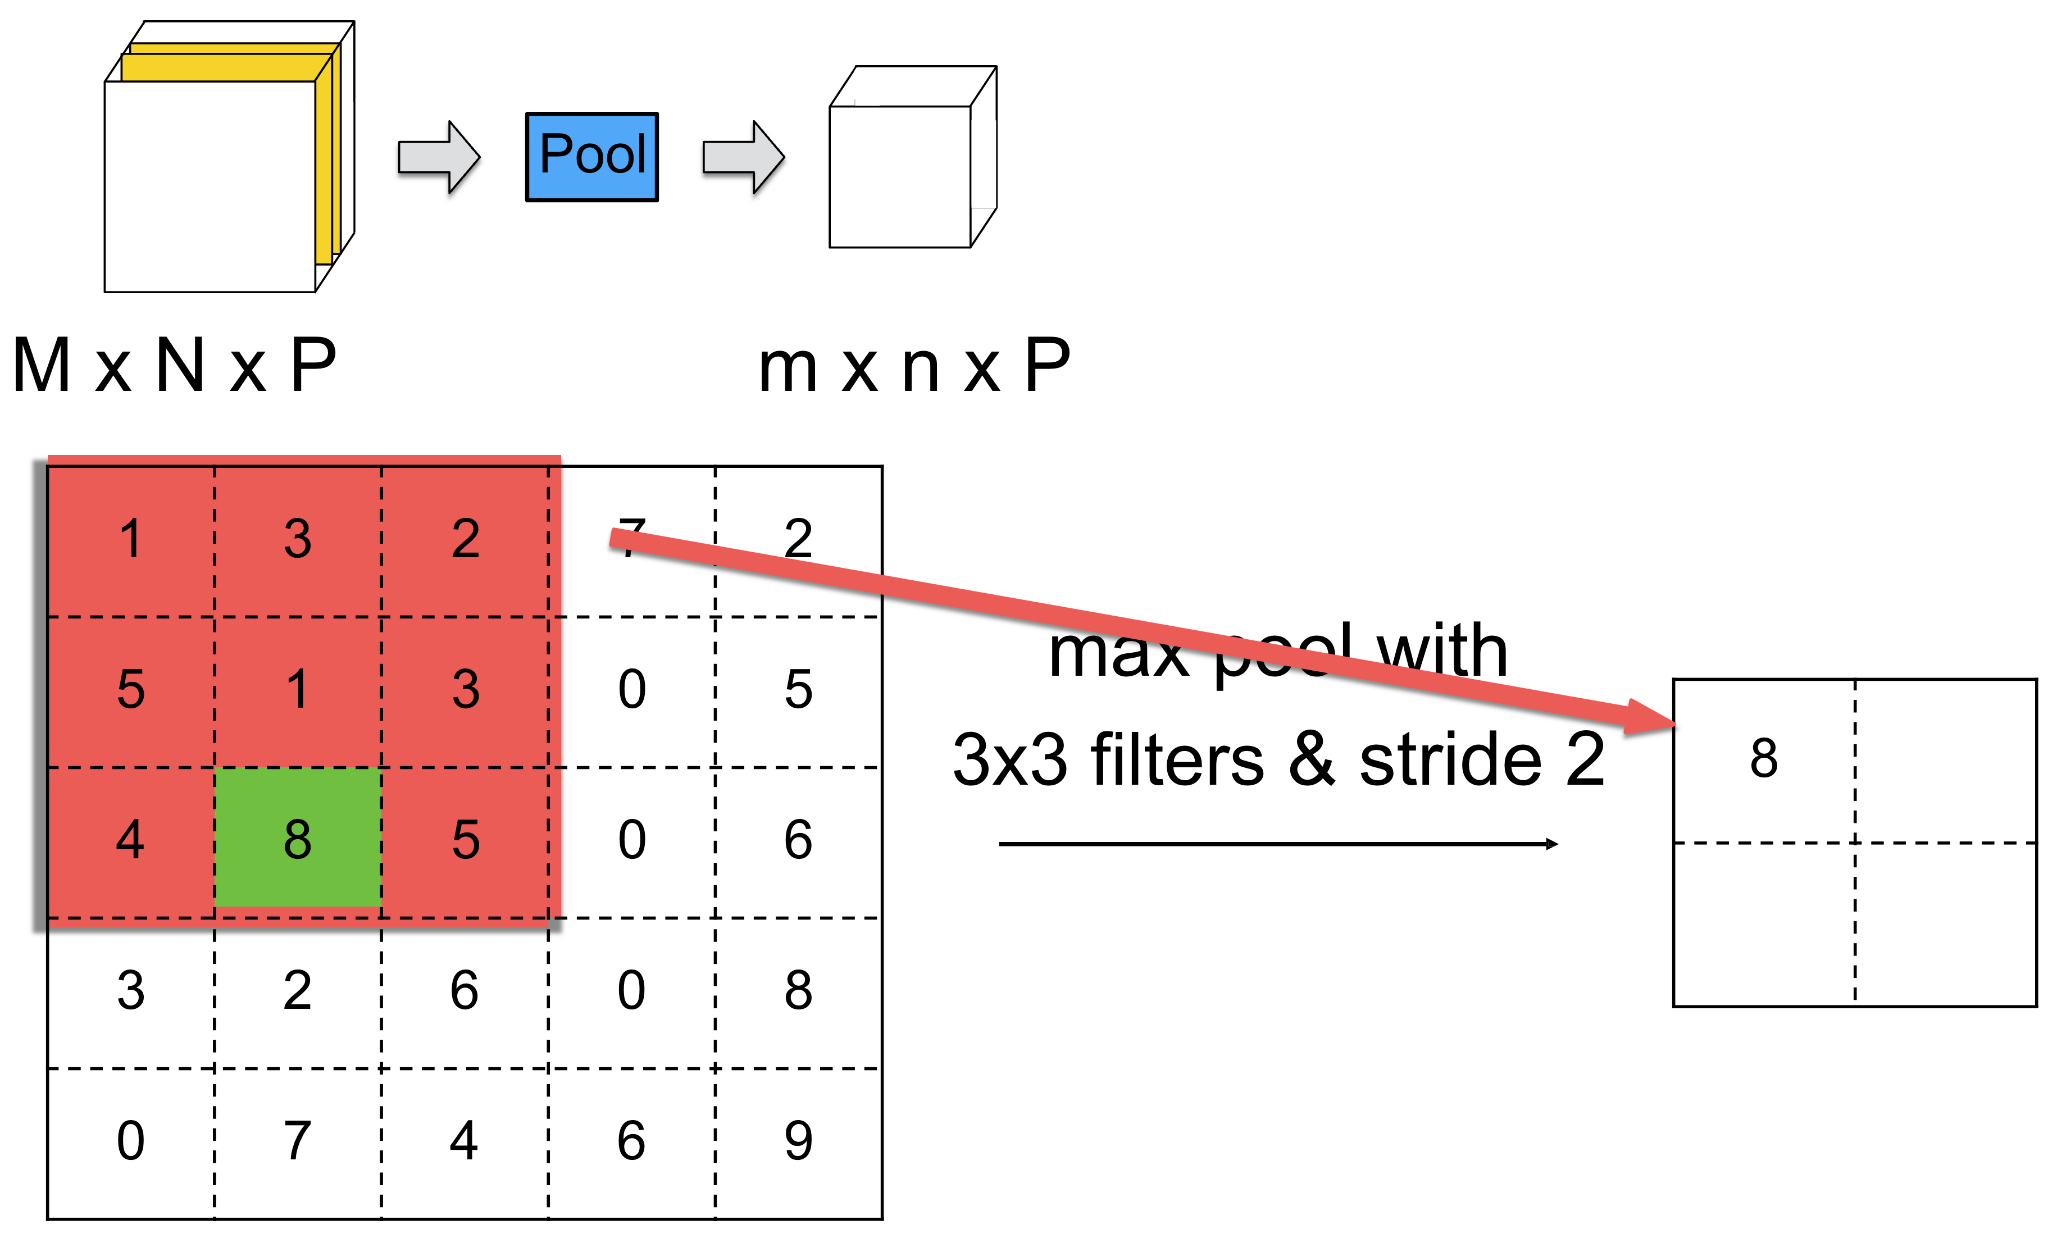 Pool
M x N x P
m x n x P
1 3 2 7 2
5 1 3 0 5
4 8 5 0 6
3 2 6 0 8
0 7 4 6 9
max pool with
3x3 filters & stride 2
8